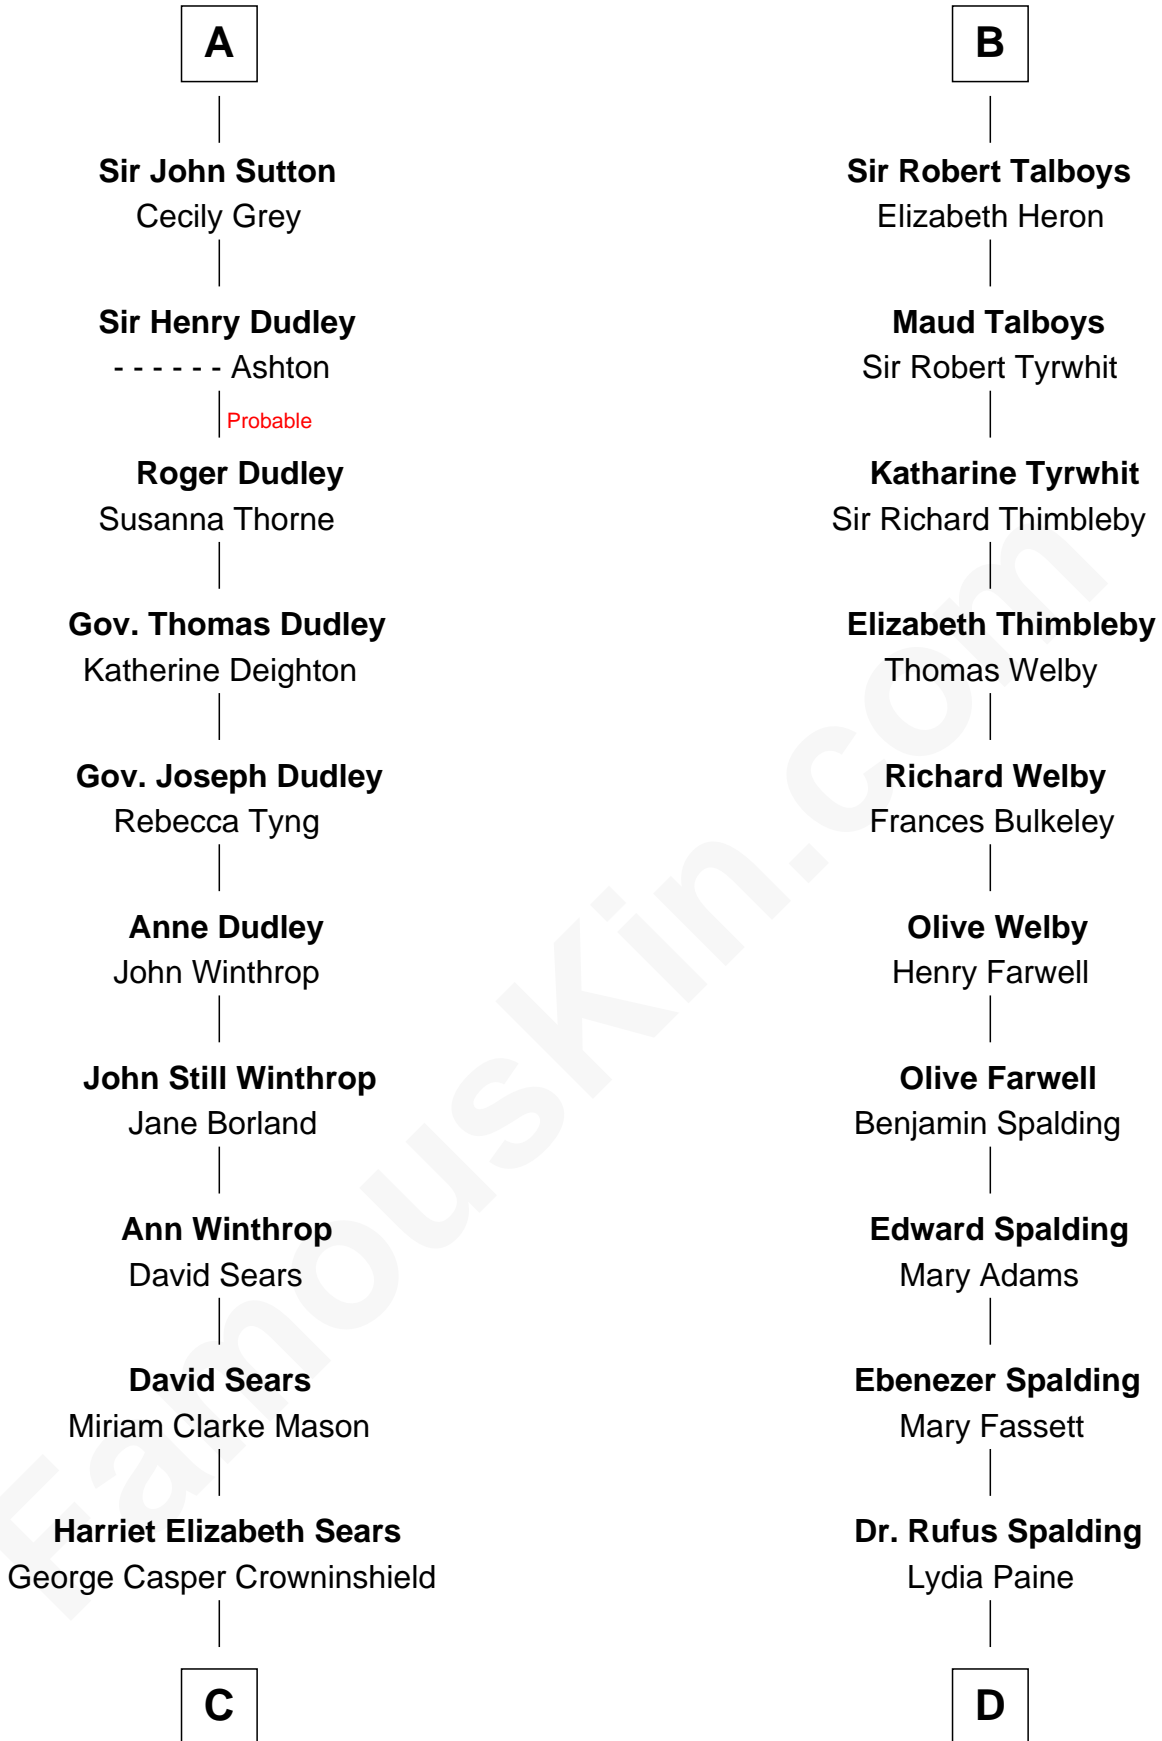 A
Sir John Sutton
Cecily Grey
Sir Henry Dudley
- - - - - - Ashton
Probable
Roger Dudley
Susanna Thorne
Gov. Thomas Dudley
Katherine Deighton
Gov. Joseph Dudley
Rebecca Tyng
Anne Dudley
John Winthrop
John Still Winthrop
Jane Borland
Ann Winthrop
David Sears
David Sears
Miriam Clarke Mason
Harriet Elizabeth Sears
George Casper Crowninshield
C
B
Sir Robert Talboys
Elizabeth Heron
Maud Talboys
Sir Robert Tyrwhit
Katharine Tyrwhit
Sir Richard Thimbleby
Elizabeth Thimbleby
Thomas Welby
Richard Welby
Frances Bulkeley
Olive Welby
Henry Farwell
Olive Farwell
Benjamin Spalding
Edward Spalding
Mary Adams
Ebenezer Spalding
Mary Fassett
Dr. Rufus Spalding
Lydia Paine
D
FamousKin.com